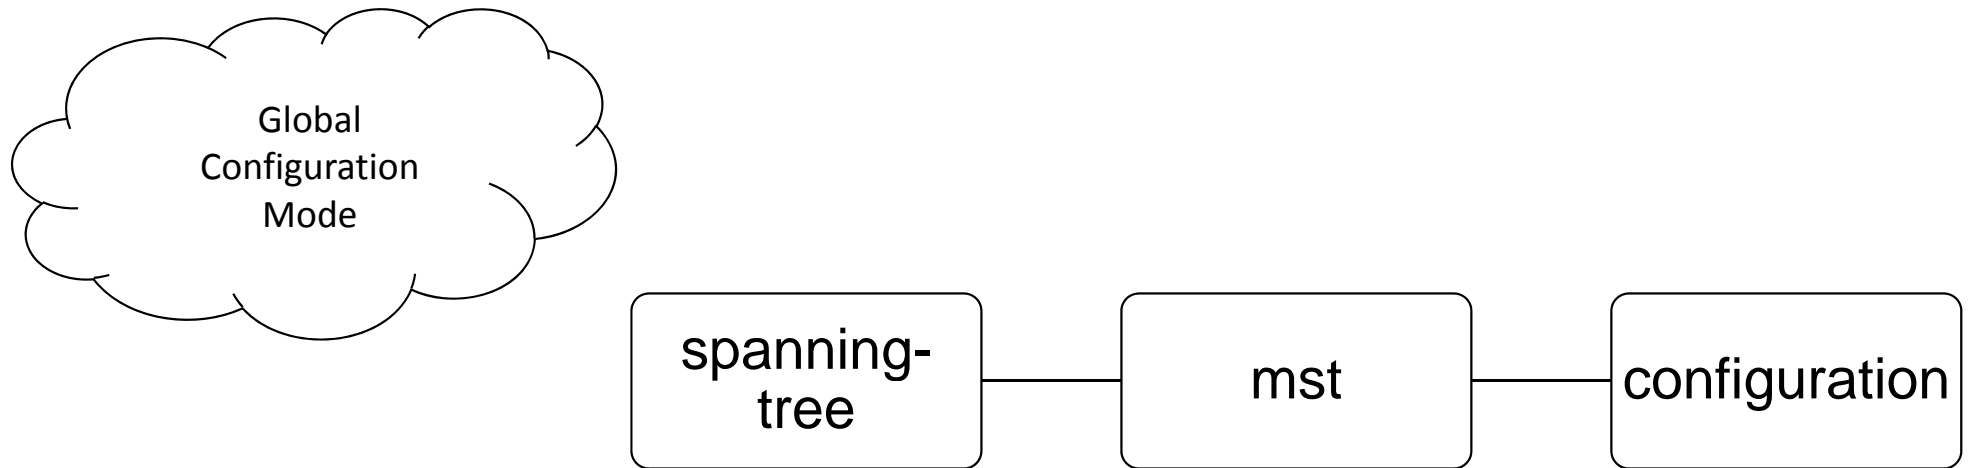 Global
Configuration
Mode
spanning-
tree
mst
configuration